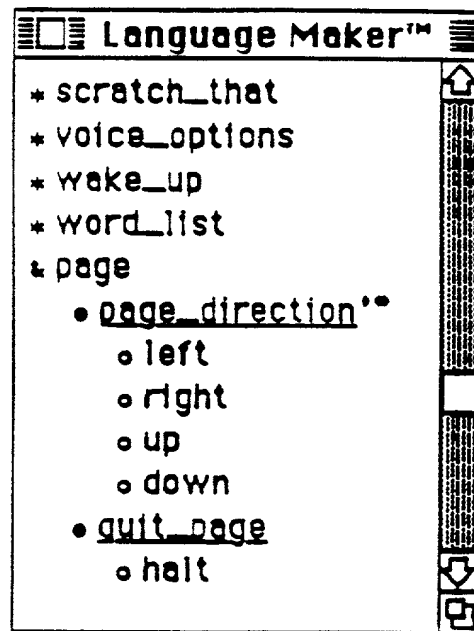 Language Maker™
* scratch_that
* voice_options
* wake_up
* word_list
& page
• page_direction'∞
o left
o right
o up
o down
• quit_page
o halt